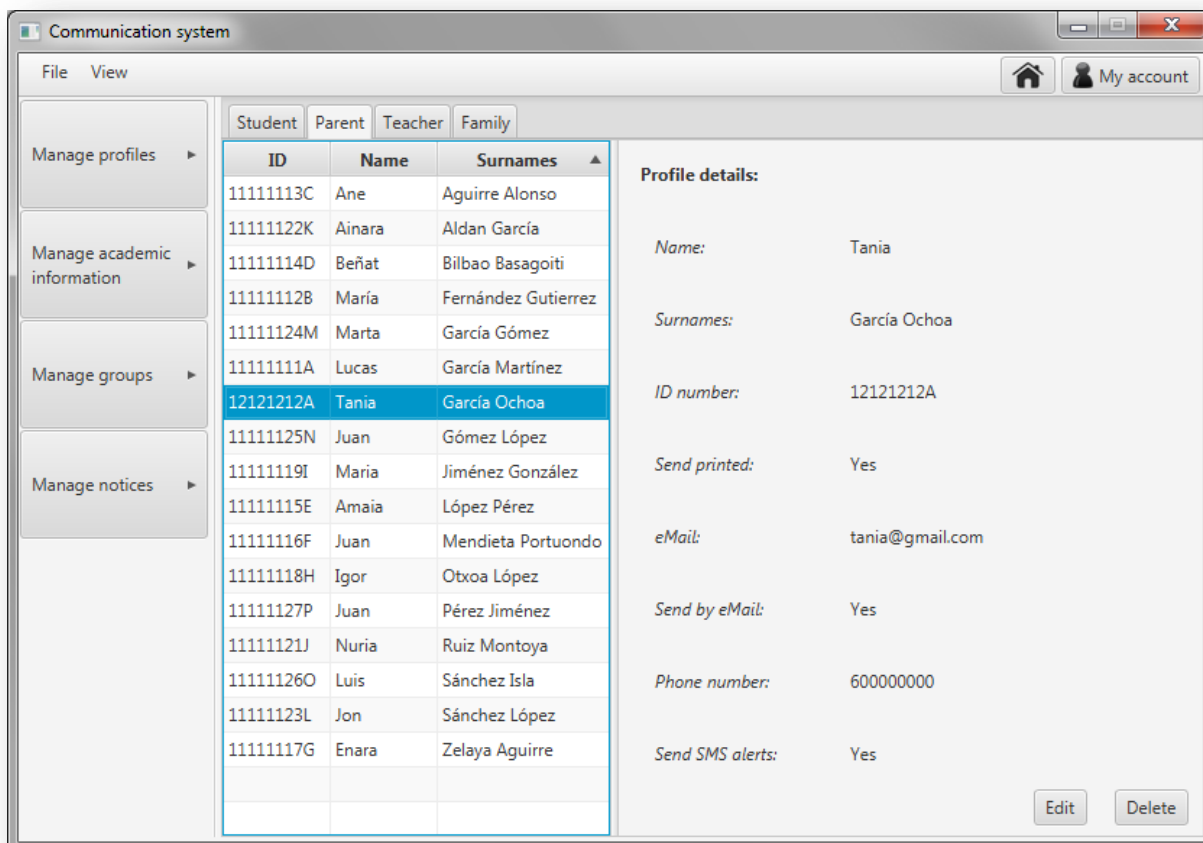 Communication system
File View
My account
Manage profiles
Manage academic
information
Manage groups
Manage notices
Student Parent Teacher Family
ID Name Surnames
11111113C Ane Aguirre Alonso
11111122K Ainara Aldan García
11111114D Beñat Bilbao Basagoiti
11111112B María Fernández Gutierrez
11111124M Marta García Gómez
11111111A Lucas García Martínez
12121212A Tania García Ochoa
11111125N Juan Gómez López
11111119I Maria Jiménez González
11111115E Amaia López Pérez
11111116F Juan Mendieta Portuondo
11111118H Igor Otxoa López
11111127P Juan Pérez Jiménez
11111121J Nuria Ruiz Montoya
11111126O Luis Sánchez Isla
11111123L Jon Sánchez López
11111117G Enara Zelaya Aguirre
Profile details:
Name: Tania
Surnames: García Ochoa
ID number: 12121212A
Send printed: Yes
eMail: tania@gmail.com
Send by eMail: Yes
Phone number: 600000000
Send SMS alerts: Yes
Edit Delete